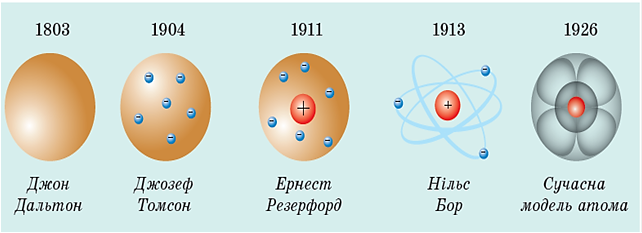 1803
1904
1911
1913
1926
Джон
Дальтон
Джозеф
Томсон
Ернест
Резерфорд
Нільс
Бор
Сучасна
модель атома